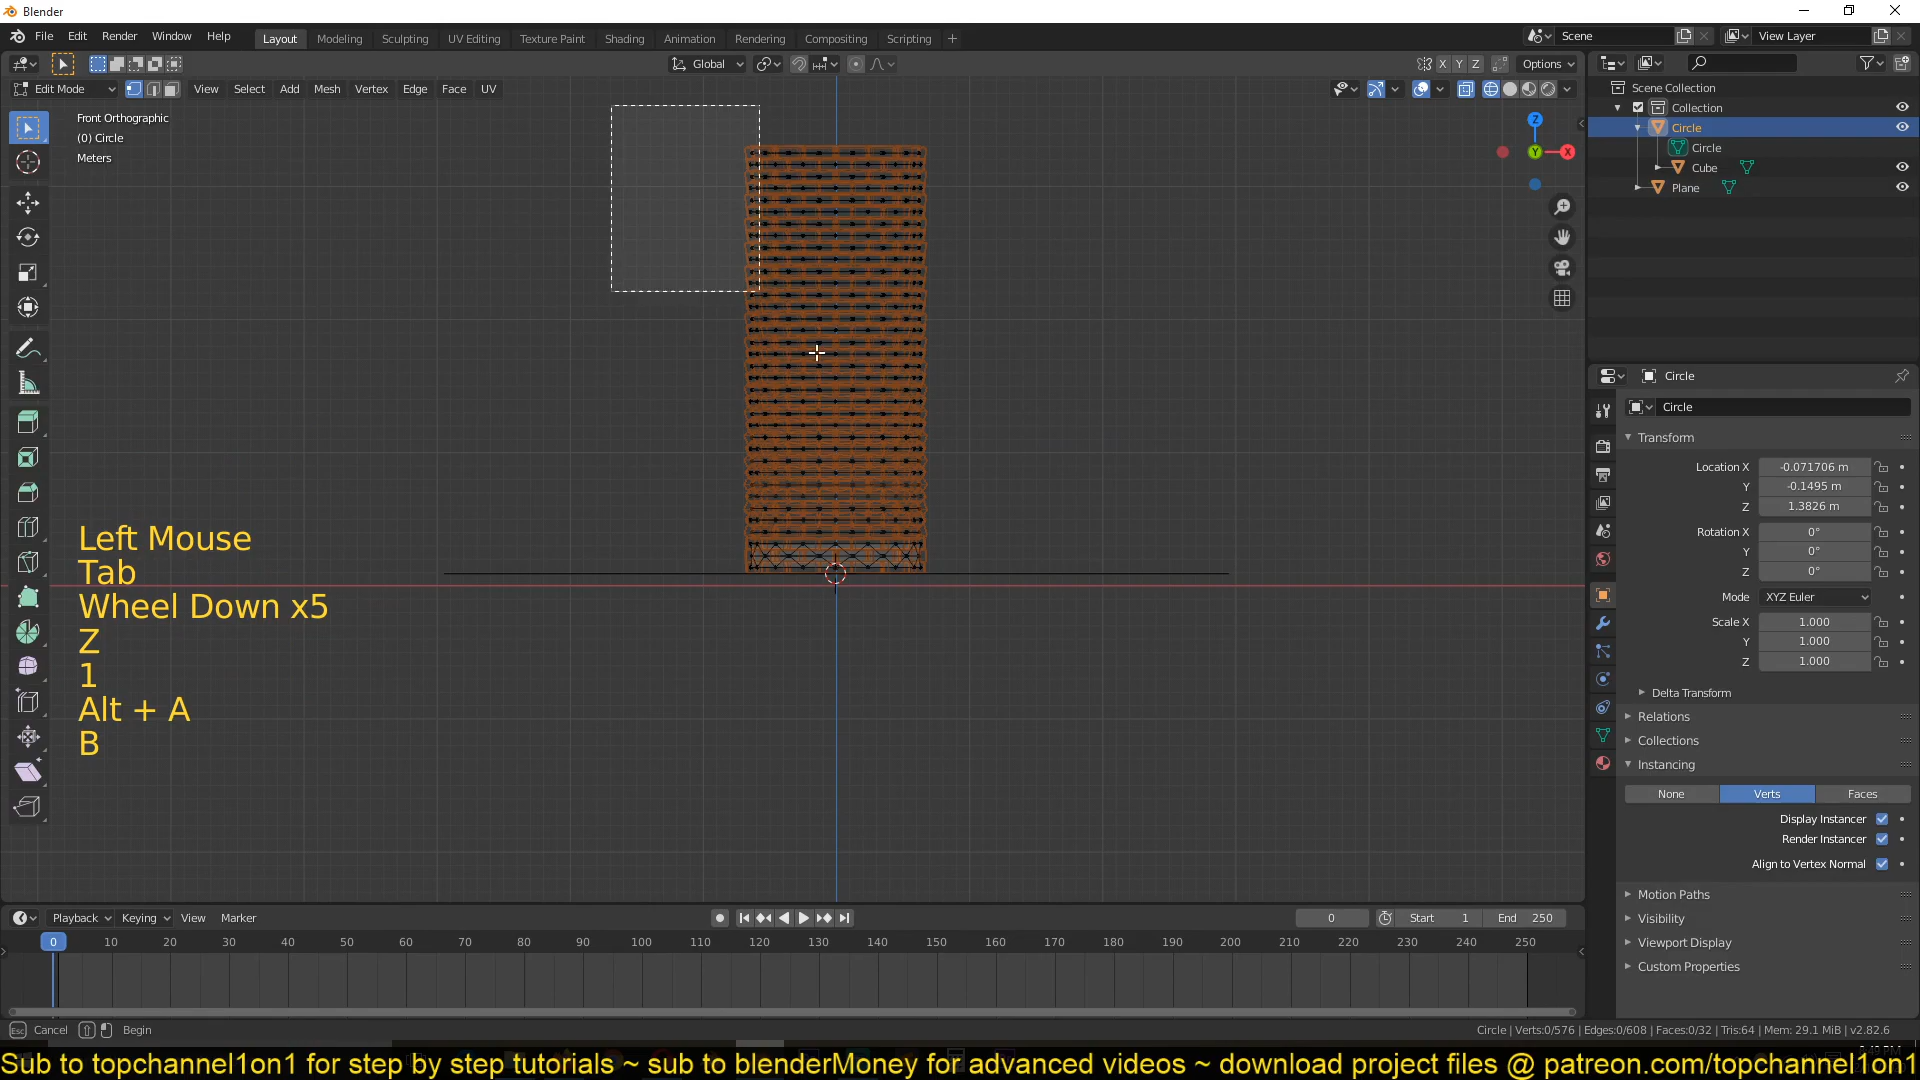 Blender
File Edit Render Window Help
Layout Modeling Sculpting UV Editing Texture Paint Shading Animation Rendering Compositing Scripting +
Scene View Layer
Global X Y Z Options
Edit Mode View Select Add Mesh Vertex Edge Face UV
Front Orthographic
(0) Circle
Meters
Z
Y
X
Scene Collection
Collection
Circle
Circle
Cube
Plane
Circle
Circle
Transform
Location X -0.071706 m
Y -0.1495 m
Z 1.3826 m
Rotation X 0°
Y 0°
Z 0°
Mode XYZ Euler
Scale X 1.000
Y 1.000
Z 1.000
Delta Transform
Relations
Collections
Instancing
None Verts Faces
Display Instancer
Render Instancer
Align to Vertex Normal
Motion Paths
Visibility
Viewport Display
Custom Properties
Left Mouse
Tab
Wheel Down x5
Z
1
Alt + A
B
Playback Keying View Marker
0 Start 1 End 250
0 10 20 30 40 50 60 70 80 90 100 110 120 130 140 150 160 170 180 190 200 210 220 230 240 250
Esc Cancel Begin
Circle | Verts:0/576 | Edges:0/608 | Faces:0/32 | Tris:64 | Mem: 29.1 MiB | v2.82.6
Sub to topchannel1on1 for step by step tutorials ~ sub to blenderMoney for advanced videos ~ download project files @ patreon.com/topchannel1on1